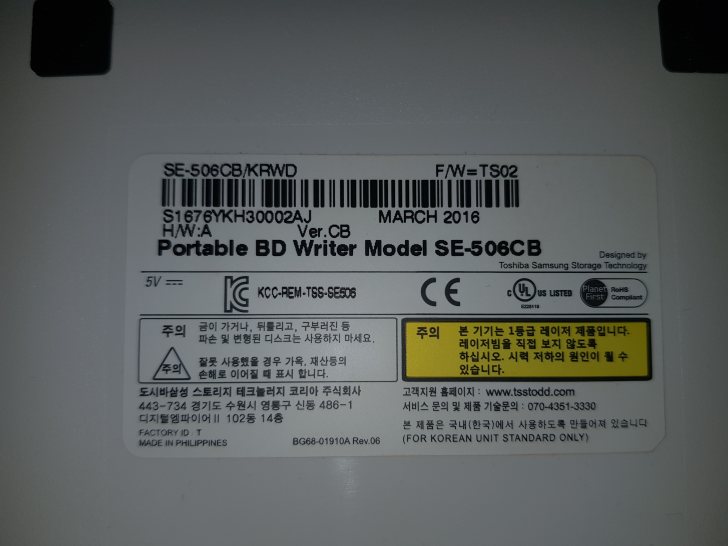 SE-506CB/KRWD F/W=TS02
S1676YKH30002AJ MARCH 2016
H/W:A Ver.CB
Portable BD Writer Model SE-506CB
Designed by
Toshiba Samsung Storage Technology
5V
KCC-REM-TSS-SE506
CE
c UL US LISTED
E228118
Planet First RoHS Compliant
주의 금이 가거나, 뒤틀리고, 구부러진 등
파손 및 변형된 디스크는 사용하지 마세요.
주의 잘못 사용했을 경우 가옥, 재산등의
손해로 이어질 때 표시 합니다.
주의 본 기기는 1등급 레이저 제품입니다.
레이저빔을 직접 보지 않도록
하십시오. 시력 저하의 원인이 될 수
있습니다.
도시바삼성 스토리지 테크놀러지 코리아 주식회사
443-734 경기도 수원시 영통구 신동 486-1
디지털엠파이어II 102동 14층
FACTORY ID : T
MADE IN PHILIPPINES BG68-01910A Rev.06
고객지원 홈페이지 : www.tsstodd.com
서비스 문의 및 제품 기술문의 : 070-4351-3330
본 제품은 국내(한국)에서 사용하도록 만들어져 있습니다
(FOR KOREAN UNIT STANDARD ONLY)